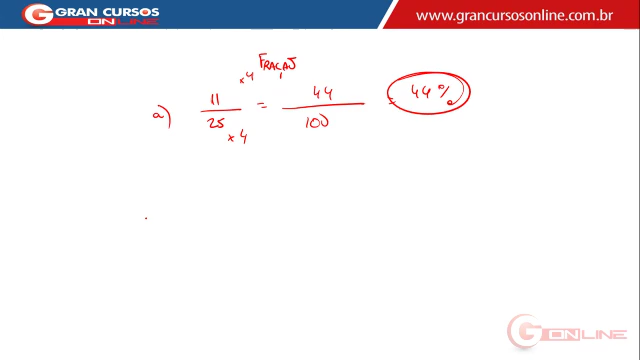 GRAN CURSOS ONLINE www.grancursosonline.com.br
FRAÇÃO
a) 11/25 ×4 ×4 = 44/100 = 44%
G ONLINE